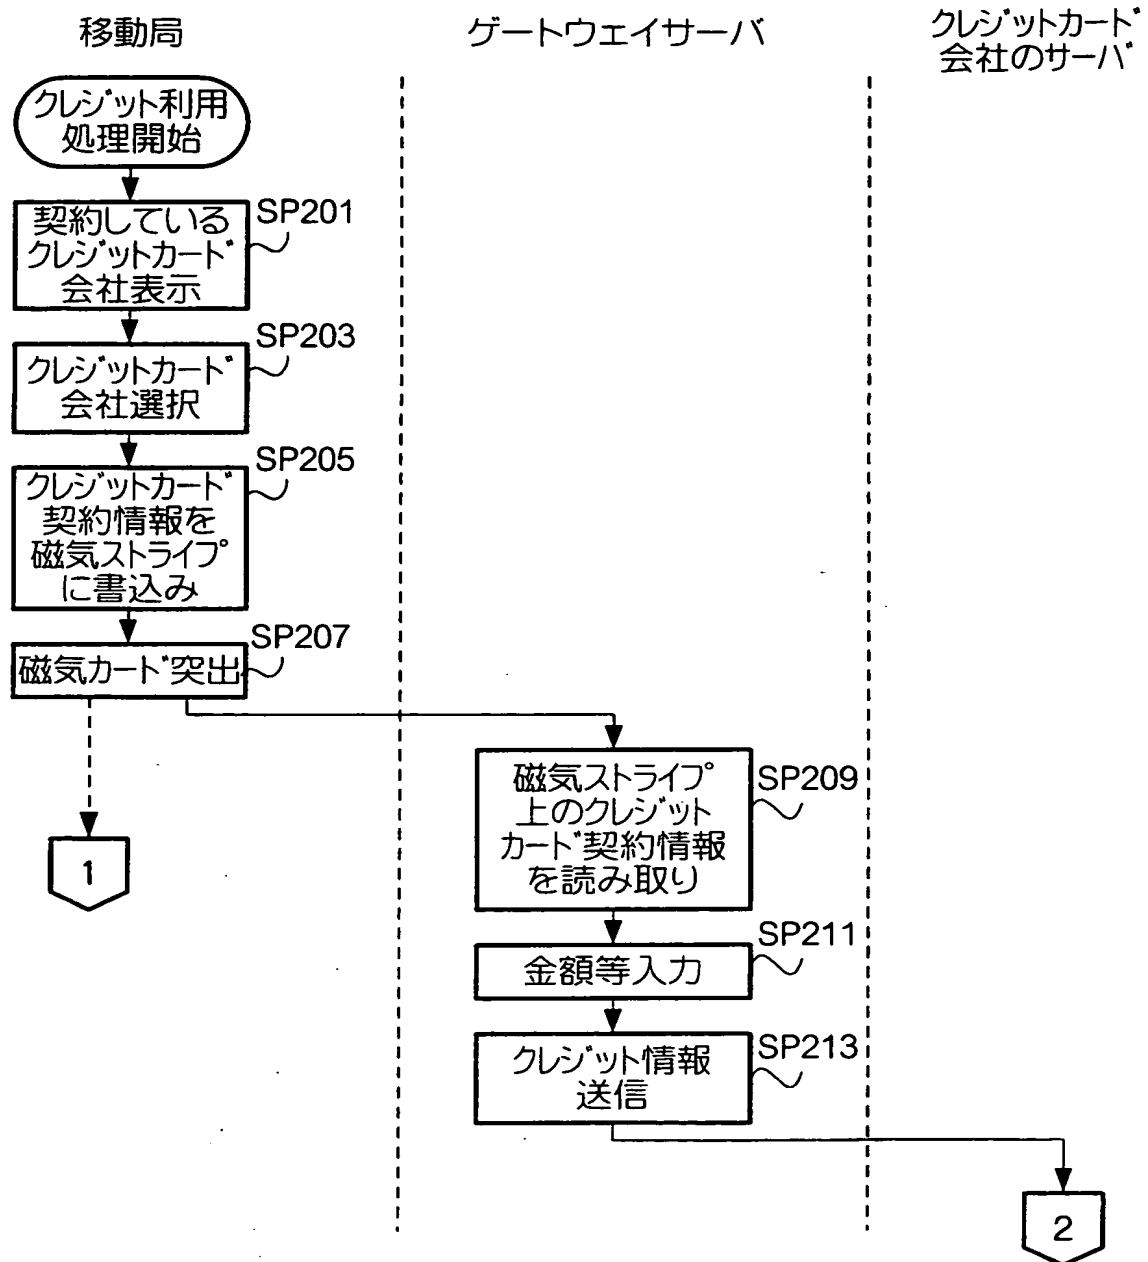 移動局
ゲートウェイサーバ
クレジットカード
会社のサーバ
クレジット利用
処理開始
契約している
クレジットカード
会社表示
SP201
クレジットカード
会社選択
SP203
クレジットカード
契約情報を
磁気ストライプ
に書込み
SP205
磁気カード突出
SP207
1
磁気ストライプ
上のクレジット
カード契約情報
を読み取り
SP209
金額等入力
SP211
クレジット情報
送信
SP213
2